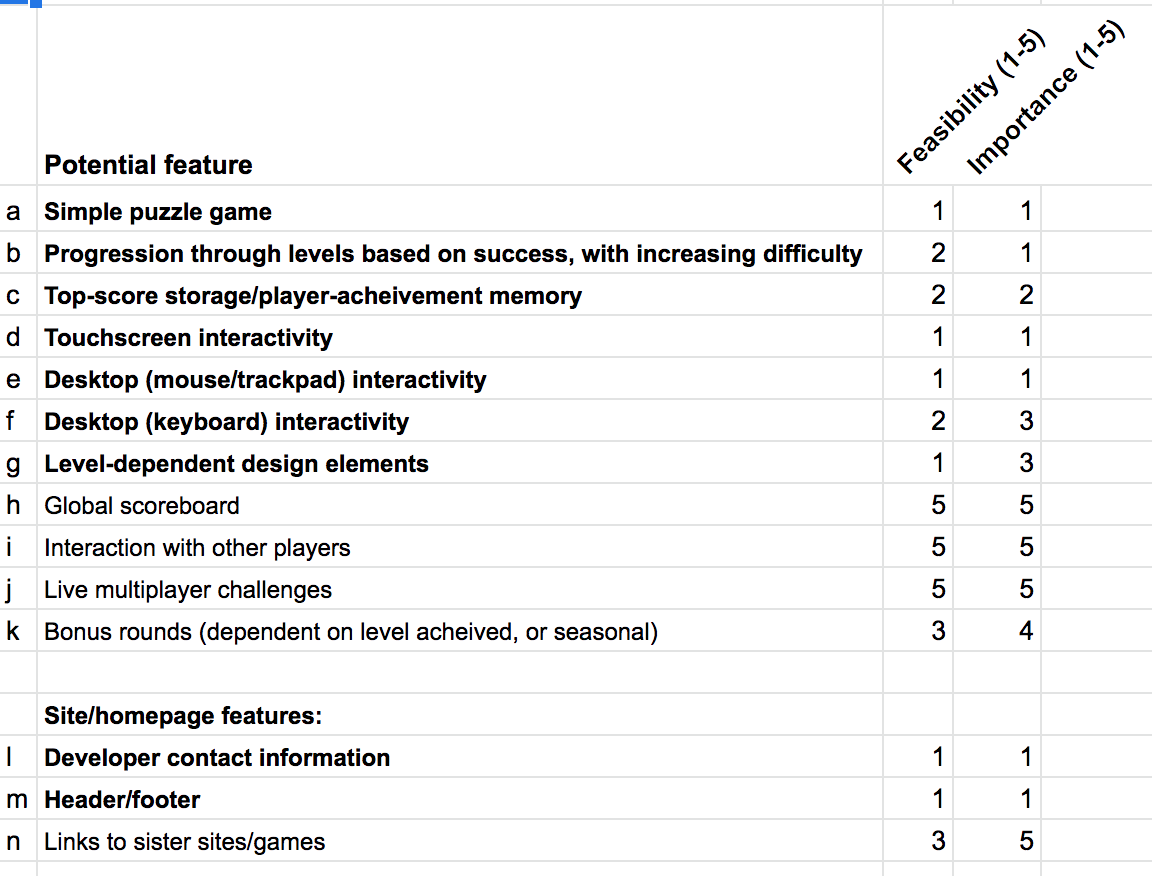 Feasibility (1-5)
Importance (1-5)
Potential feature
a Simple puzzle game 1 1
b Progression through levels based on success, with increasing difficulty 2 1
c Top-score storage/player-acheivement memory 2 2
d Touchscreen interactivity 1 1
e Desktop (mouse/trackpad) interactivity 1 1
f Desktop (keyboard) interactivity 2 3
g Level-dependent design elements 1 3
h Global scoreboard 5 5
i Interaction with other players 5 5
j Live multiplayer challenges 5 5
k Bonus rounds (dependent on level acheived, or seasonal) 3 4
Site/homepage features:
l Developer contact information 1 1
m Header/footer 1 1
n Links to sister sites/games 3 5